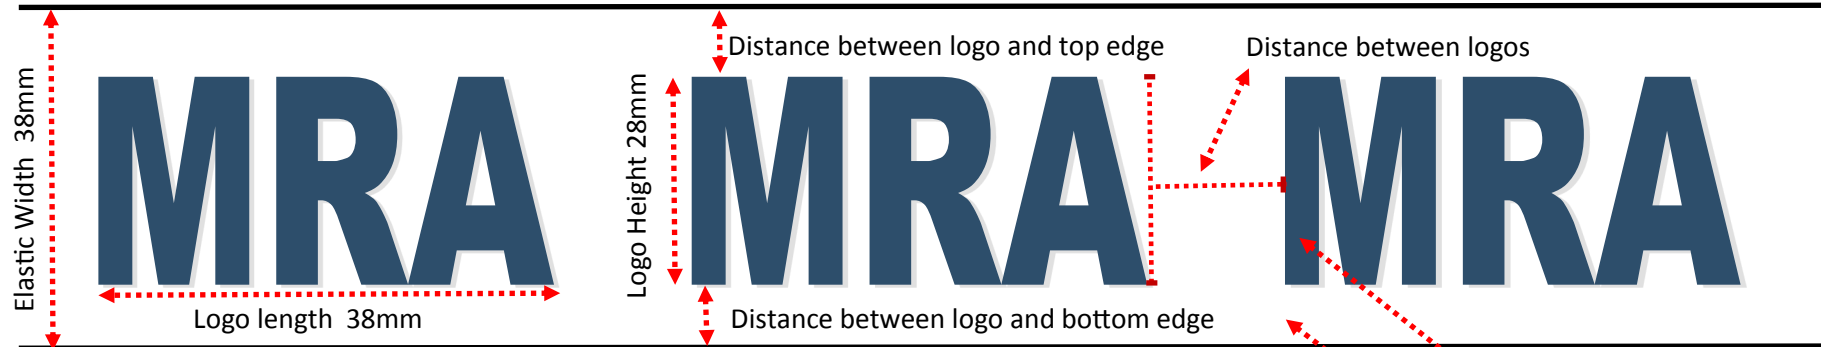 Distance between logo and top edge
Distance between logos
Elastic Width  38mm
MRA
Logo Height 28mm
MRA
MRA
Logo length  38mm
Distance between logo and bottom edge